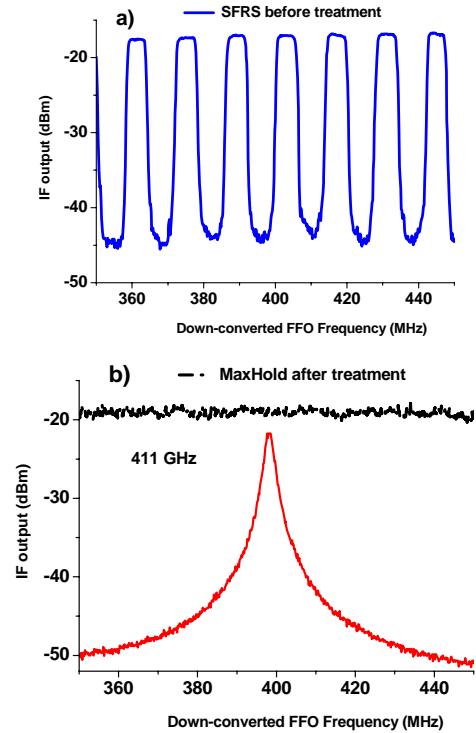 a)
SFRS before treatment
-20
-30
-40
-50
IF output (dBm)
360 380 400 420 440
Down-converted FFO Frequency (MHz)
b)
MaxHold after treatment
-20
411 GHz
-30
-40
-50
IF output (dBm)
360 380 400 420 440
Down-converted FFO Frequency (MHz)